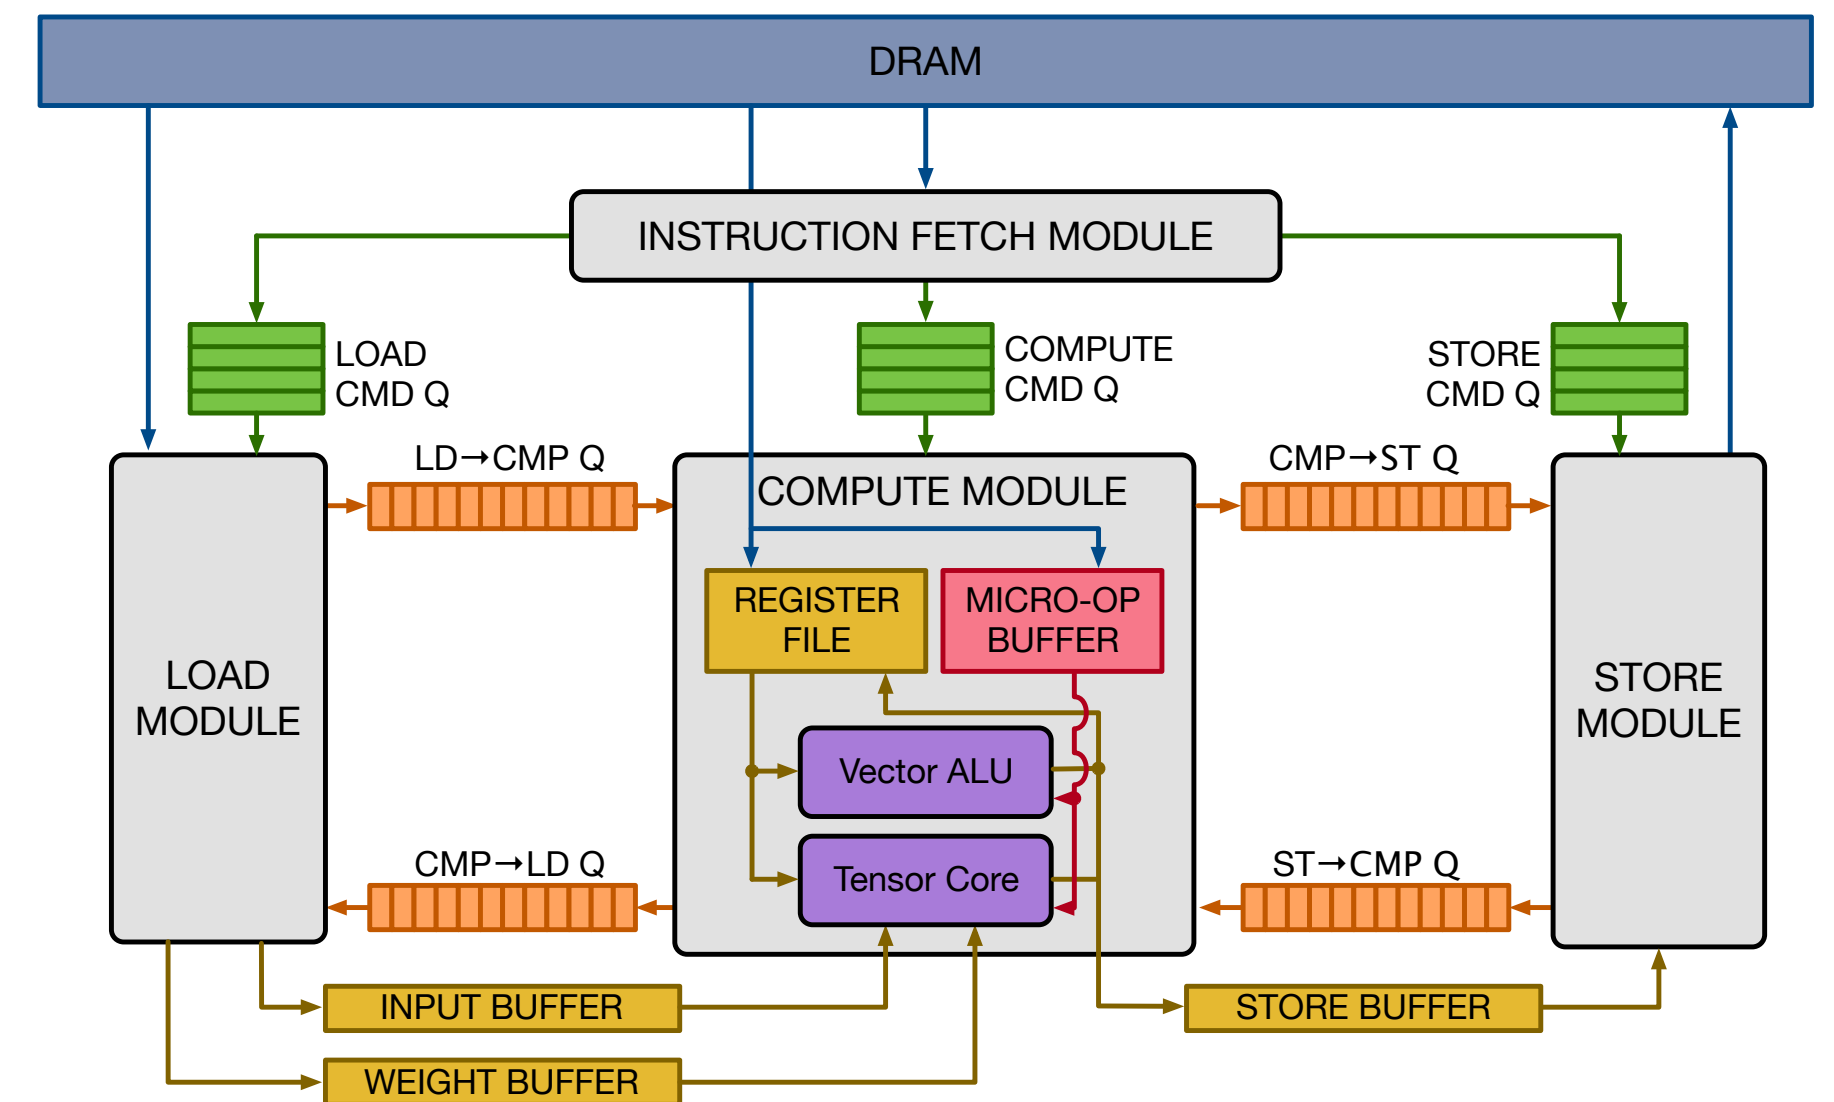 DRAM
INSTRUCTION FETCH MODULE
LOAD
CMD Q
COMPUTE
CMD Q
STORE
CMD Q
LD→CMP Q
CMP→ST Q
COMPUTE MODULE
REGISTER
FILE
MICRO-OP
BUFFER
LOAD
MODULE
STORE
MODULE
Vector ALU
Tensor Core
CMP→LD Q
ST→CMP Q
INPUT BUFFER
STORE BUFFER
WEIGHT BUFFER